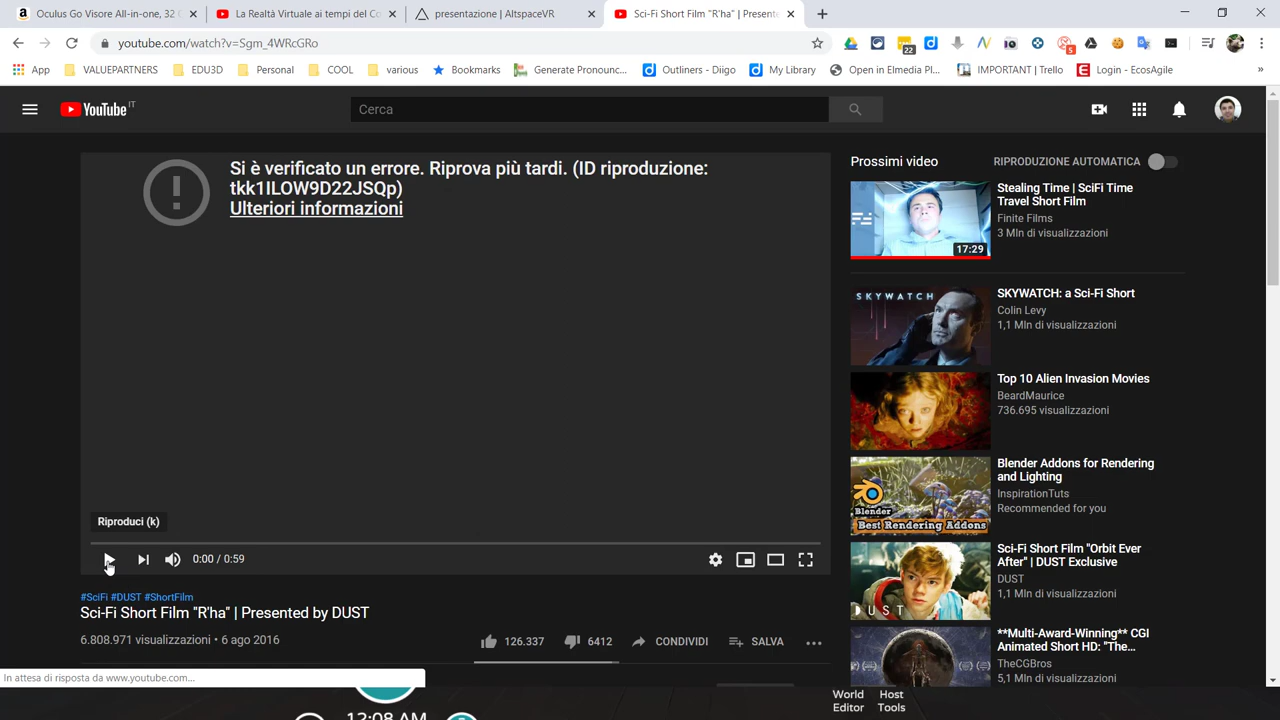 Oculus Go Visore All-in-one, 32 G
La Realtà Virtuale ai tempi del Co
presentazione | AltspaceVR
Sci-Fi Short Film "R'ha" | Presente
youtube.com/watch?v=Sgm_4WRcGRo
22
5
App
VALUEPARTNERS
EDU3D
Personal
COOL
various
Bookmarks
Generate Pronounc...
Outliners - Diigo
My Library
Open in Elmedia Pl...
IMPORTANT | Trello
Login - EcosAgile
»
YouTube IT
Cerca
Si è verificato un errore. Riprova più tardi. (ID riproduzione:
tkk1ILOW9D22JSQp)
Ulteriori informazioni
Riproduci (k)
0:00 / 0:59
#SciFi #DUST #ShortFilm
Sci-Fi Short Film "R'ha" | Presented by DUST
6.808.971 visualizzazioni • 6 ago 2016
126.337
6412
CONDIVIDI
SALVA
In attesa di risposta da www.youtube.com...
Prossimi video
RIPRODUZIONE AUTOMATICA
17:29
Stealing Time | SciFi Time
Travel Short Film
Finite Films
3 Mln di visualizzazioni
SKYWATCH
SKYWATCH: a Sci-Fi Short
Colin Levy
1,1 Mln di visualizzazioni
Top 10 Alien Invasion Movies
BeardMaurice
736.695 visualizzazioni
Blender
Best Rendering Addons
Blender Addons for Rendering
and Lighting
InspirationTuts
Recommended for you
DUST
Sci-Fi Short Film "Orbit Ever
After" | DUST Exclusive
DUST
1,1 Mln di visualizzazioni
**Multi-Award-Winning** CGI
Animated Short HD: "The...
TheCGBros
5,1 Mln di visualizzazioni
World
Editor
Host
Tools
12:08 AM